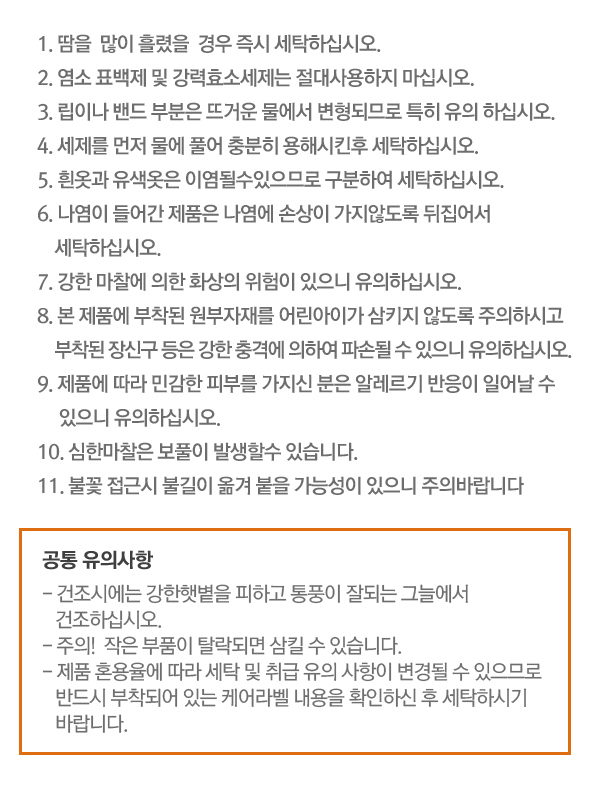 1. 땀을  많이 흘렸을  경우 즉시 세탁하십시오.
2. 염소 표백제 및 강력효소세제는 절대사용하지 마십시오.
3. 립이나 밴드 부분은 뜨거운 물에서 변형되므로 특히 유의 하십시오.
4. 세제를 먼저 물에 풀어 충분히 용해시킨후 세탁하십시오.
5. 흰옷과 유색옷은 이염될수있으므로 구분하여 세탁하십시오.
6. 나염이 들어간 제품은 나염에 손상이 가지않도록 뒤집어서
세탁하십시오.
7. 강한 마찰에 의한 화상의 위험이 있으니 유의하십시오.
8. 본 제품에 부착된 원부자재를 어린아이가 삼키지 않도록 주의하시고
부착된 장신구 등은 강한 충격에 의하여 파손될 수 있으니 유의하십시오.
9. 제품에 따라 민감한 피부를 가지신 분은 알레르기 반응이 일어날 수
있으니 유의하십시오.
10. 심한마찰은 보풀이 발생할수 있습니다.
11. 불꽃 접근시 불길이 옮겨 붙을 가능성이 있으니 주의바랍니다
공통 유의사항
- 건조시에는 강한햇볕을 피하고 통풍이 잘되는 그늘에서
건조하십시오.
- 주의!  작은 부품이 탈락되면 삼킬 수 있습니다.
- 제품 혼용율에 따라 세탁 및 취급 유의 사항이 변경될 수 있으므로
반드시 부착되어 있는 케어라벨 내용을 확인하신 후 세탁하시기
바랍니다.